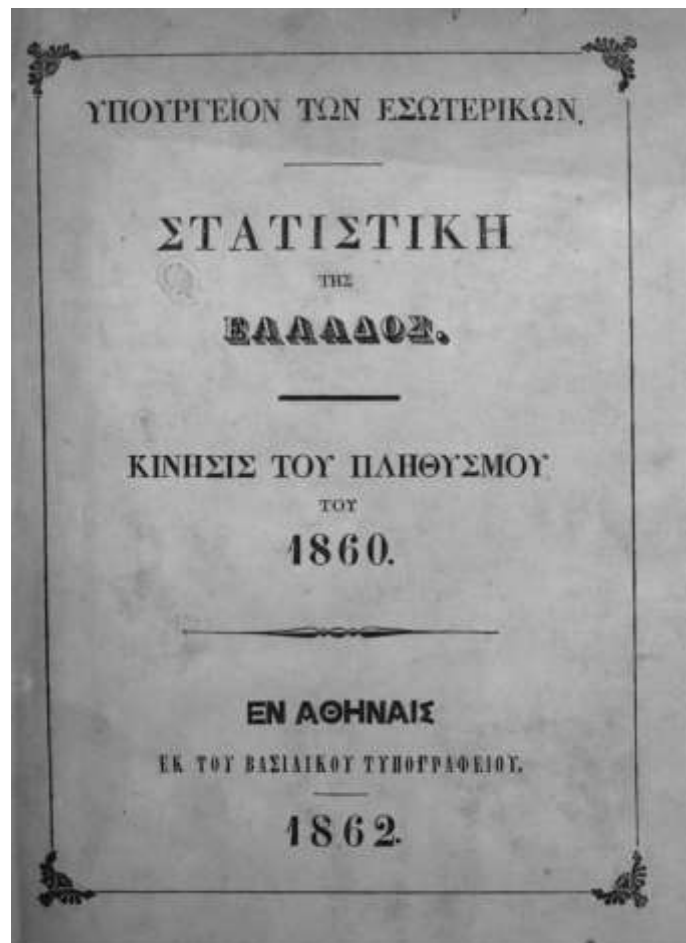 ΥΠΟΥΡΓΕΙΟΝ ΤΩΝ ΕΣΩΤΕΡΙΚΩΝ.
ΣΤΑΤΙΣΤΙΚΗ
ΤΗΣ
ΕΛΛΑΔΟΣ.
ΚΙΝΗΣΙΣ ΤΟΥ ΠΛΗΘΥΣΜΟΥ
ΤΟΥ
1860.
ΕΝ ΑΘΗΝΑΙΣ
ΕΚ ΤΟΥ ΒΑΣΙΛΙΚΟΥ ΤΥΠΟΓΡΑΦΕΙΟΥ.
1862.